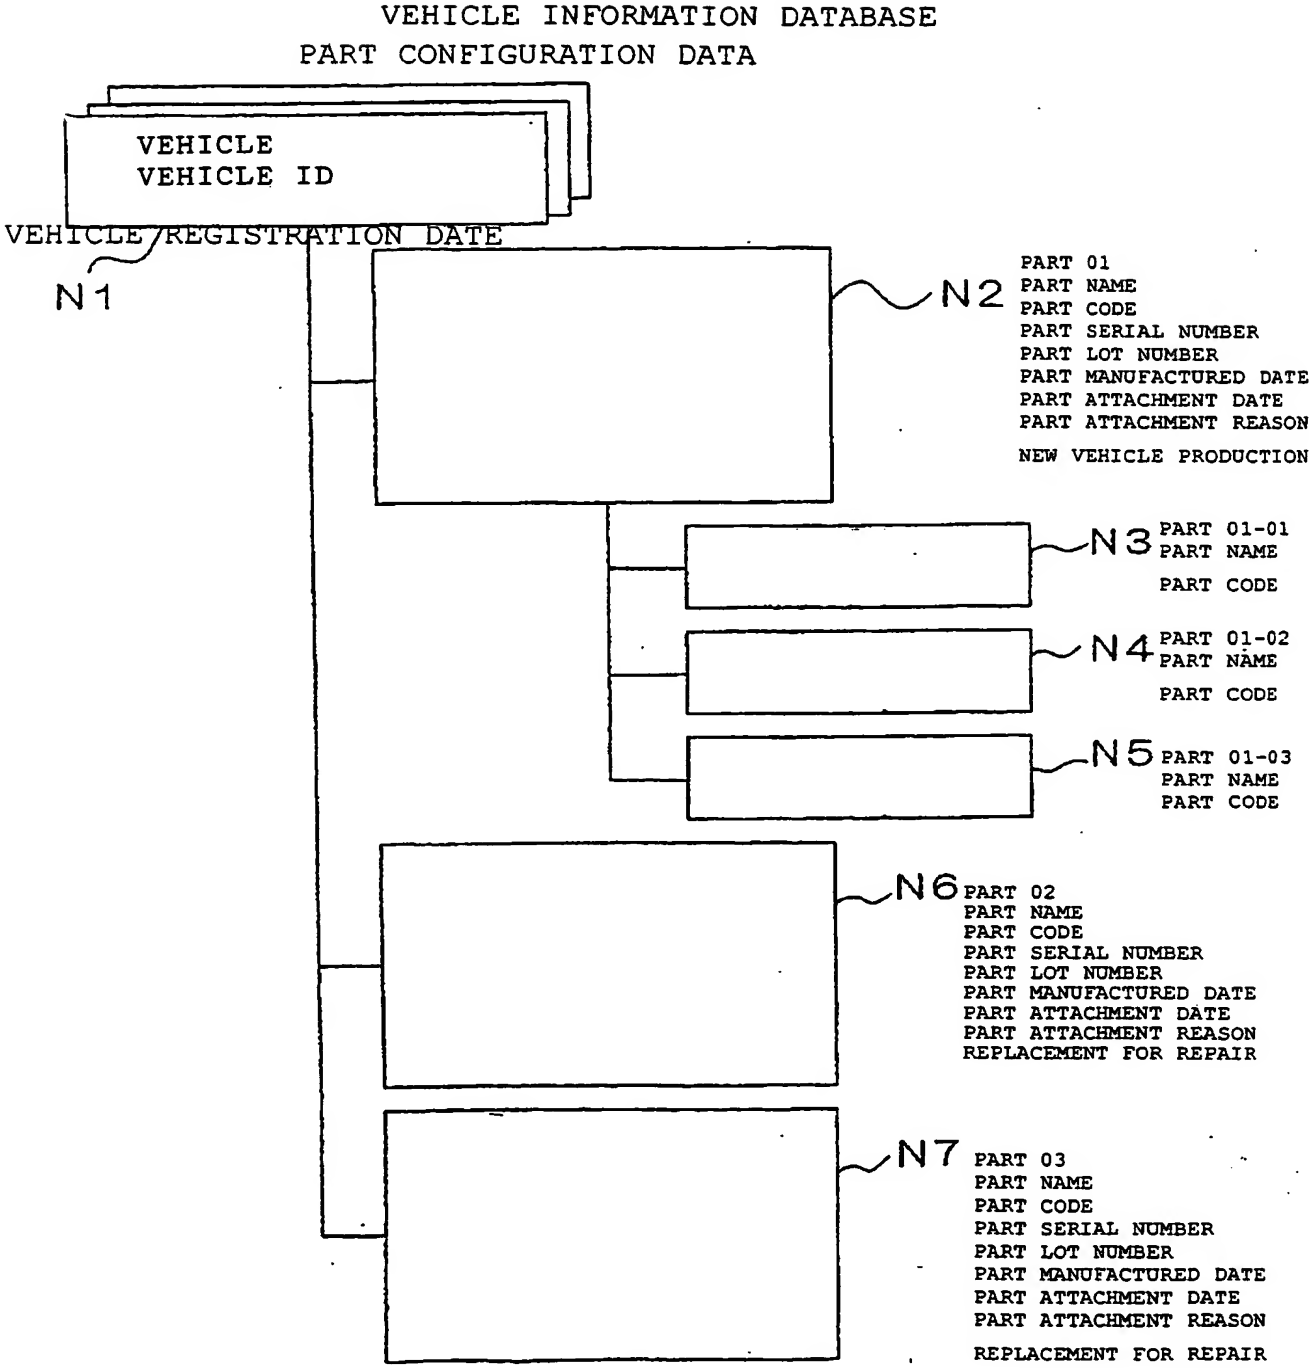 VEHICLE INFORMATION DATABASE
PART CONFIGURATION DATA
VEHICLE
VEHICLE ID
VEHICLE REGISTRATION DATE
N1
N2
PART 01
PART NAME
PART CODE
PART SERIAL NUMBER
PART LOT NUMBER
PART MANUFACTURED DATE
PART ATTACHMENT DATE
PART ATTACHMENT REASON
NEW VEHICLE PRODUCTION
N3
PART 01-01
PART NAME
PART CODE
N4
PART 01-02
PART NAME
PART CODE
N5
PART 01-03
PART NAME
PART CODE
N6
PART 02
PART NAME
PART CODE
PART SERIAL NUMBER
PART LOT NUMBER
PART MANUFACTURED DATE
PART ATTACHMENT DATE
PART ATTACHMENT REASON
REPLACEMENT FOR REPAIR
N7
PART 03
PART NAME
PART CODE
PART SERIAL NUMBER
PART LOT NUMBER
PART MANUFACTURED DATE
PART ATTACHMENT DATE
PART ATTACHMENT REASON
REPLACEMENT FOR REPAIR